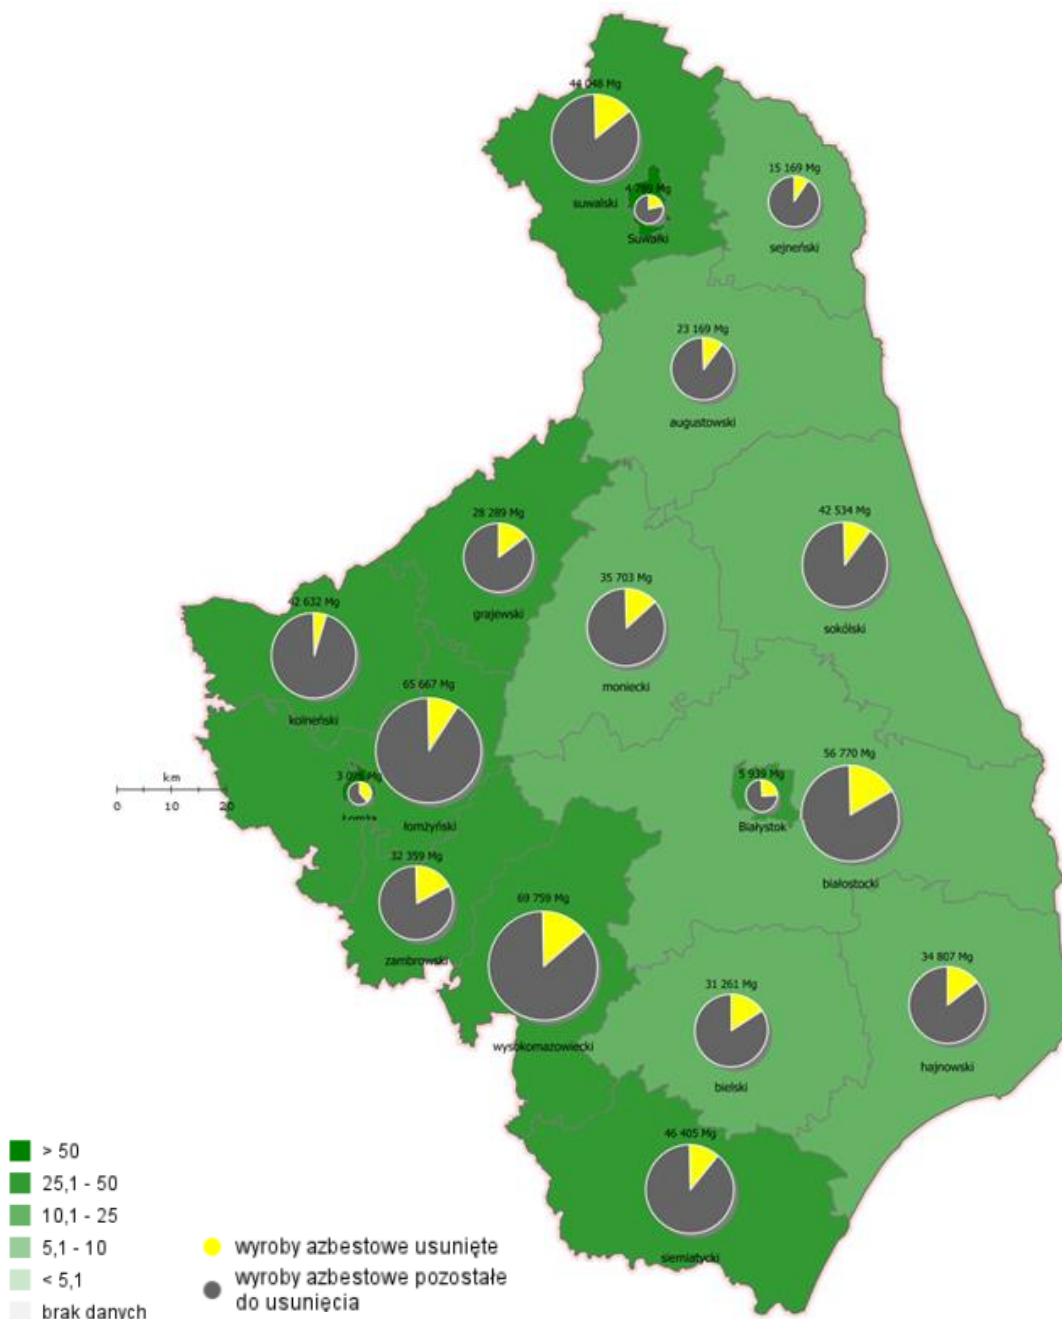 44 048 Mg
suwalski
4 789 Mg
Suwałki
15 169 Mg
sejneński
23 169 Mg
augustowski
28 289 Mg
grajewski
42 534 Mg
sokólski
35 703 Mg
moniecki
42 632 Mg
kolneński
65 667 Mg
łomżyński
Mg
Łomża
km
0 10 20
56 770 Mg
białostocki
5 939 Mg
Białystok
32 359 Mg
zambrowski
69 759 Mg
wysokomazowiecki
34 807 Mg
hajnowski
31 261 Mg
bielski
46 405 Mg
siemiatycki
> 50
25,1 - 50
10,1 - 25
5,1 - 10
< 5,1
brak danych
wyroby azbestowe usunięte
wyroby azbestowe pozostałe
do usunięcia